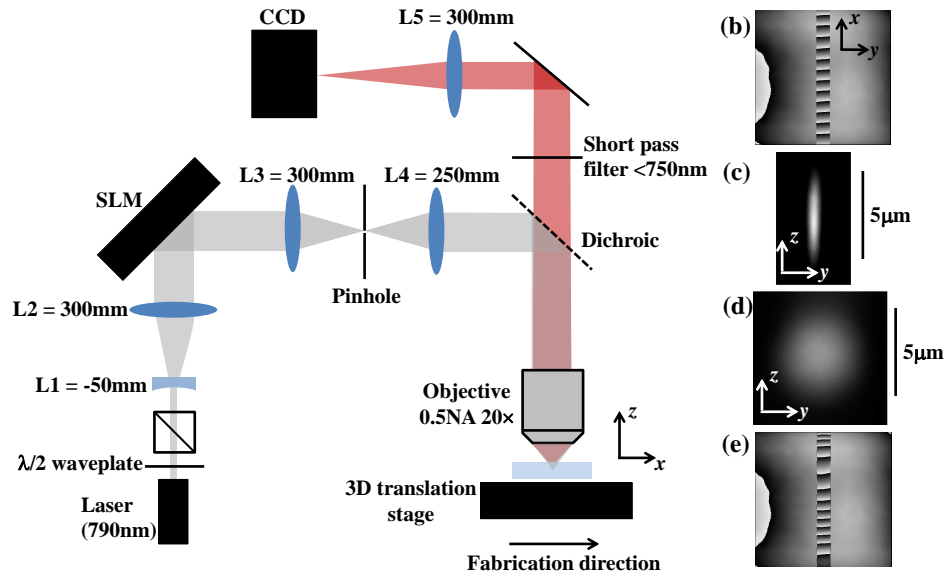 CCD
L5 = 300mm
(b)
x
y
Short pass
filter <750nm
SLM
L3 = 300mm
L4 = 250mm
(c)
5μm
z
y
Dichroic
Pinhole
L2 = 300mm
(d)
5μm
z
y
L1 = -50mm
Objective
0.5NA 20×
z
x
(e)
λ/2 waveplate
Laser
(790nm)
3D translation
stage
Fabrication direction